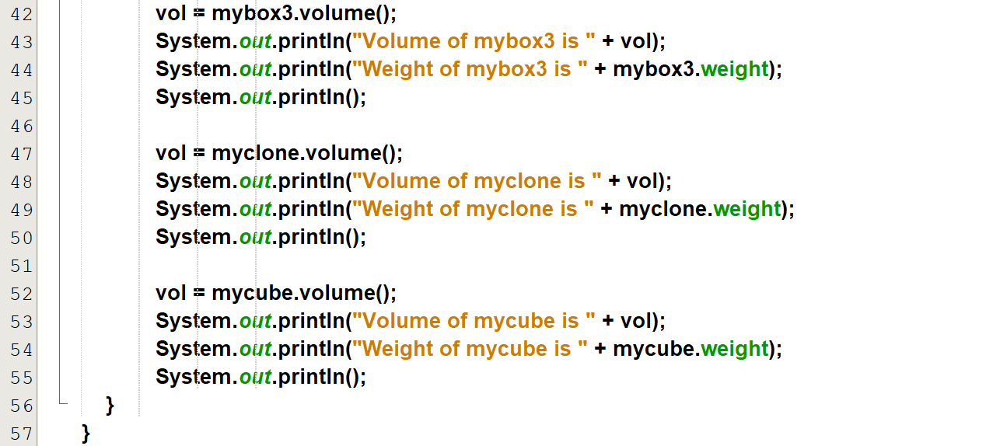 42 vol = mybox3.volume();
43 System.out.println("Volume of mybox3 is " + vol);
44 System.out.println("Weight of mybox3 is " + mybox3.weight);
45 System.out.println();
46
47 vol = myclone.volume();
48 System.out.println("Volume of myclone is " + vol);
49 System.out.println("Weight of myclone is " + myclone.weight);
50 System.out.println();
51
52 vol = mycube.volume();
53 System.out.println("Volume of mycube is " + vol);
54 System.out.println("Weight of mycube is " + mycube.weight);
55 System.out.println();
56 }
57 }